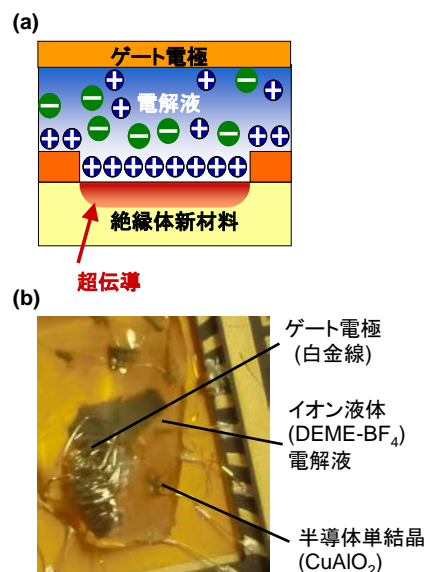 (a)
ゲート電極
電解液
絶縁体新材料
超伝導
(b)
ゲート電極
(白金線)
イオン液体
(DEME-BF₄)
電解液
半導体単結晶
(CuAlO₂)